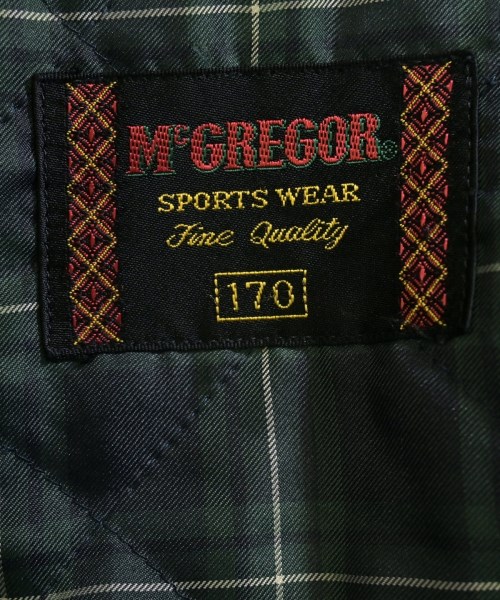 McGREGOR®
SPORTS WEAR
Fine Quality
170